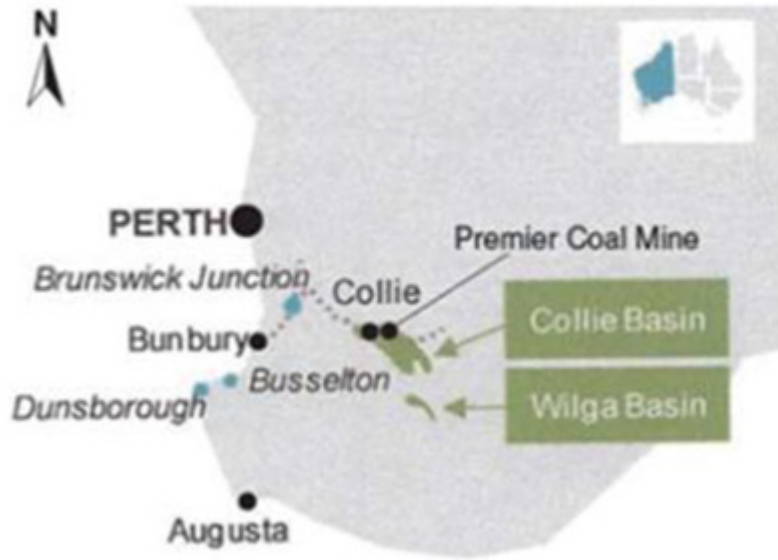 N
PERTH
Premier Coal Mine
Brunswick Junction
Collie
Collie Basin
Bunbury
Busselton
Dunsborough
Wilga Basin
Augusta